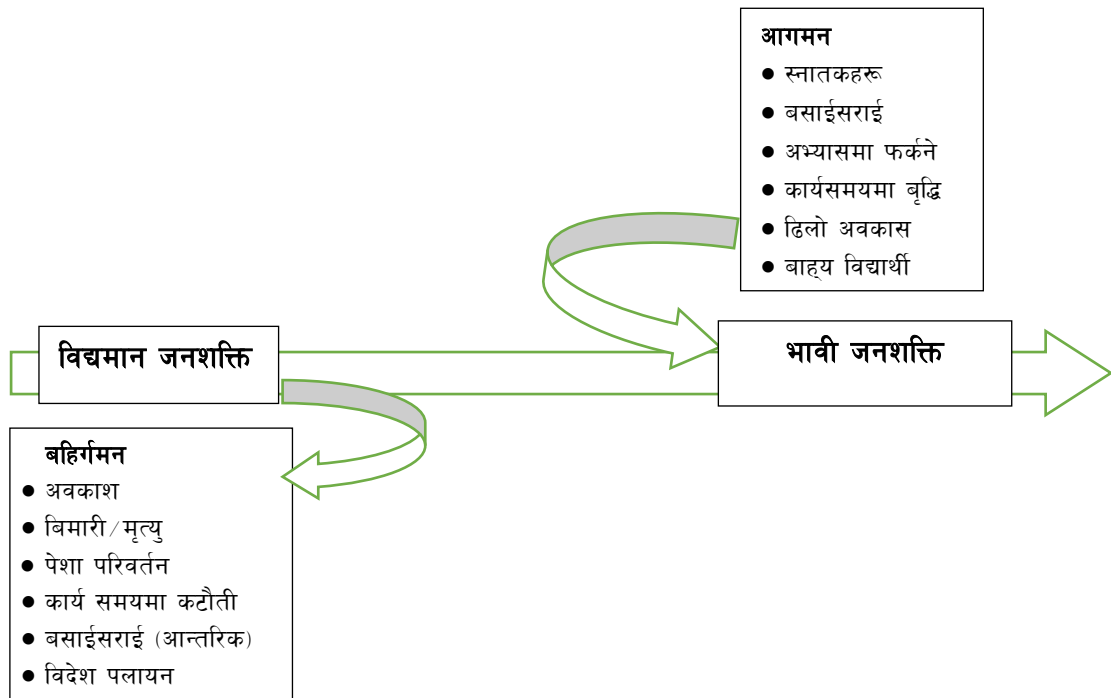 आगमन
● स्नातकहरू
● बसाईसराई
● अभ्यासमा फर्कने
● कार्यसमयमा बृद्धि
● ढिलो अवकास
● बाह्य विद्यार्थी
विद्यमान जनशक्ति
भावी जनशक्ति
बहिर्गमन
● अवकाश
● बिमारी/मृत्यु
● पेशा परिवर्तन
● कार्य समयमा कटौती
● बसाईसराई (आन्तरिक)
● विदेश पलायन